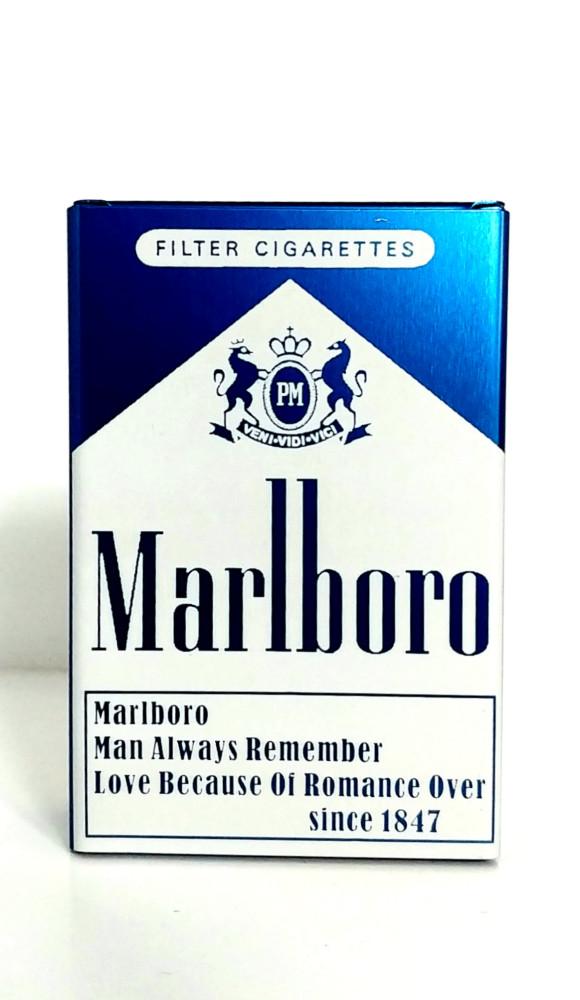 FILTER CIGARETTES
PM
VENI·VIDI·VICI
Marlboro
Marlboro
Man Always Remember
Love Because Of Romance Over
since 1847